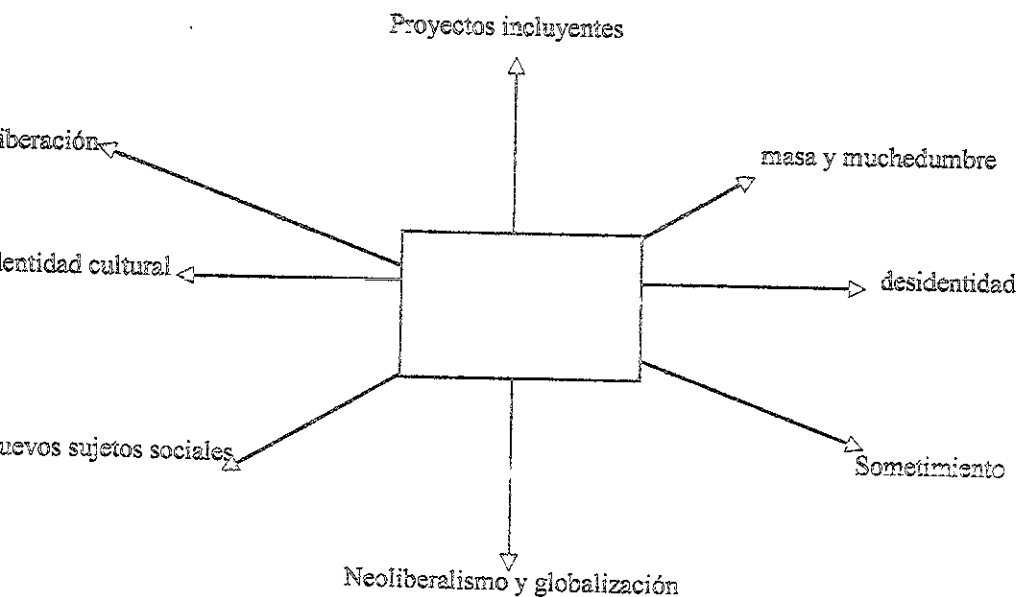 Proyectos incluyentes
iberación
masa y muchedumbre
dentidad cultural
desidentidad
uevos sujetos sociales
Sometimiento
Neoliberalismo y globalización